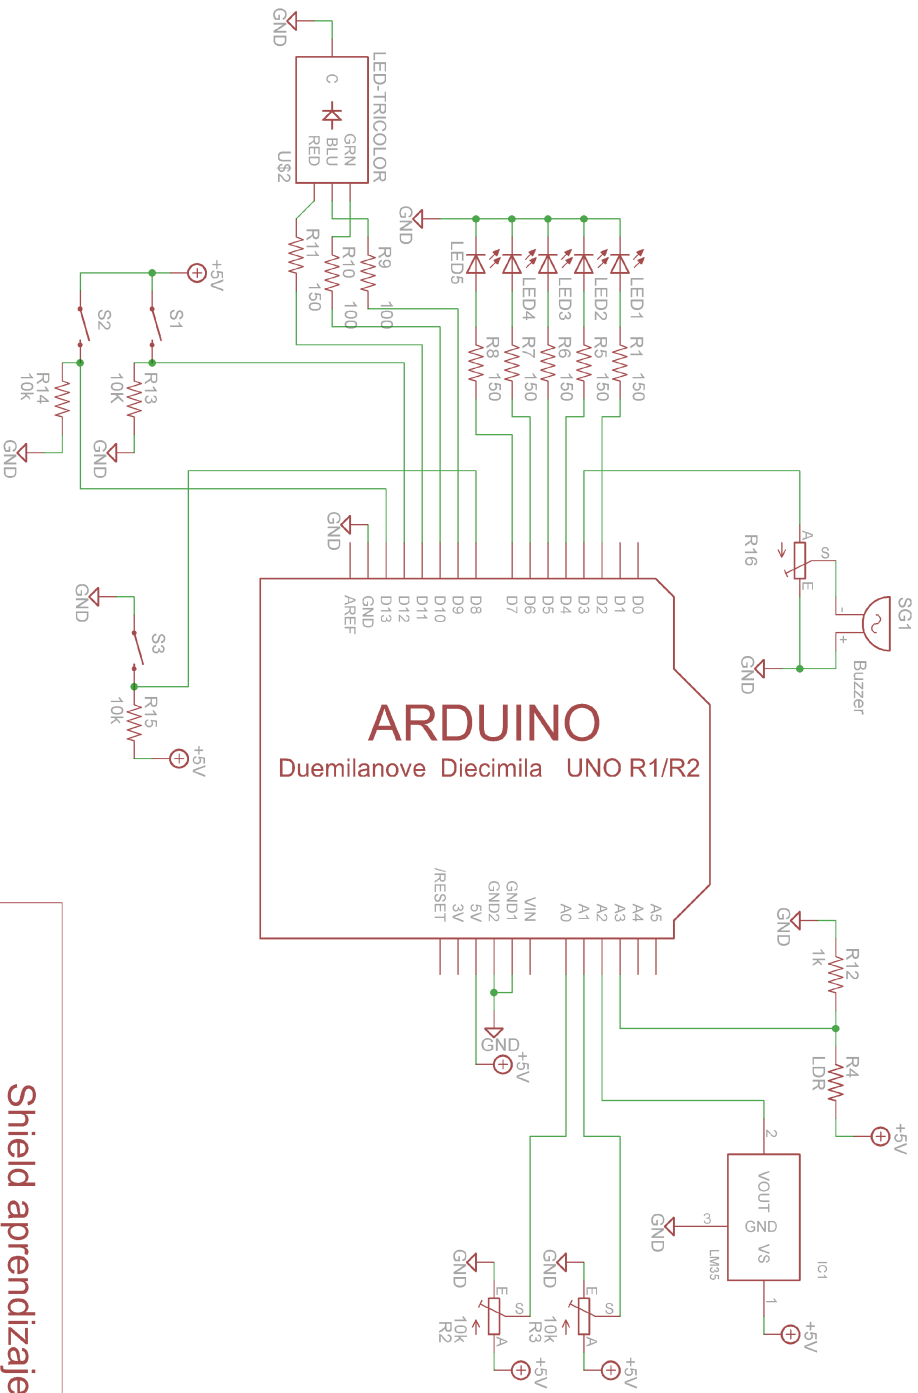 GND
LED-TRICOLOR
C
GRN
BLU
RED
U$2
R11
150
R10
100
R9
100
GND
LED1
LED2
LED3
LED4
LED5
R1
150
R5
150
R6
150
R7
150
R8
150
+5V
S1
S2
R13
10K
R14
10k
GND
GND
GND
S3
R15
10k
+5V
GND
R16
A
S
E
SG1
-
+
Buzzer
GND
D0
D1
D2
D3
D4
D5
D6
D7
D8
D9
D10
D11
D12
D13
GND
AREF
ARDUINO
Duemilanove Diecimila UNO R1/R2
/RESET
3V
5V
GND2
GND1
VIN
A0
A1
A2
A3
A4
A5
GND
+5V
GND
R12
1k
R4
LDR
+5V
2
VOUT
GND
VS
3
GND
1
LM35
IC1
+5V
GND
E
S
A
10k
R2
+5V
GND
E
S
A
10k
R3
+5V
Shield aprendizaje